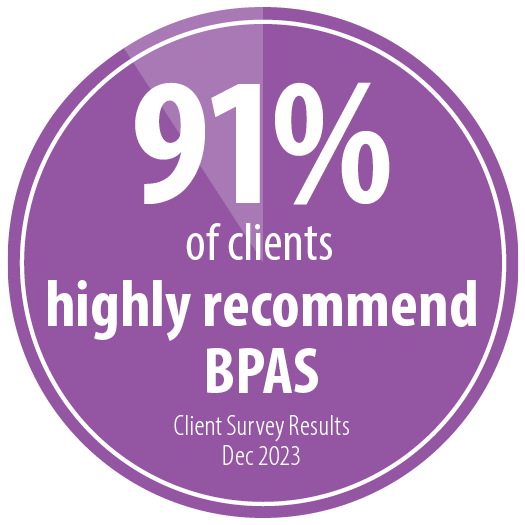 91%
of clients
highly recommend
BPAS
Client Survey Results
Dec 2023